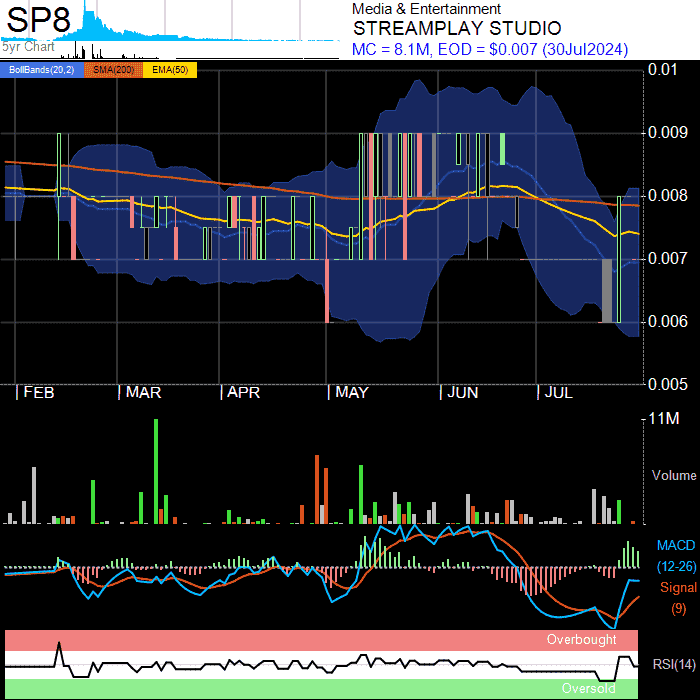 SP8
5yr Chart
Media & Entertainment
STREAMPLAY STUDIO
MC = 8.1M, EOD = $0.007 (30Jul2024)
BollBands(20,2) SMA(200) EMA(50)
0.01
0.009
0.008
0.007
0.006
0.005
FEB MAR APR MAY JUN JUL
11M
Volume
MACD
(12-26)
Signal
(9)
Overbought
RSI(14)
Oversold